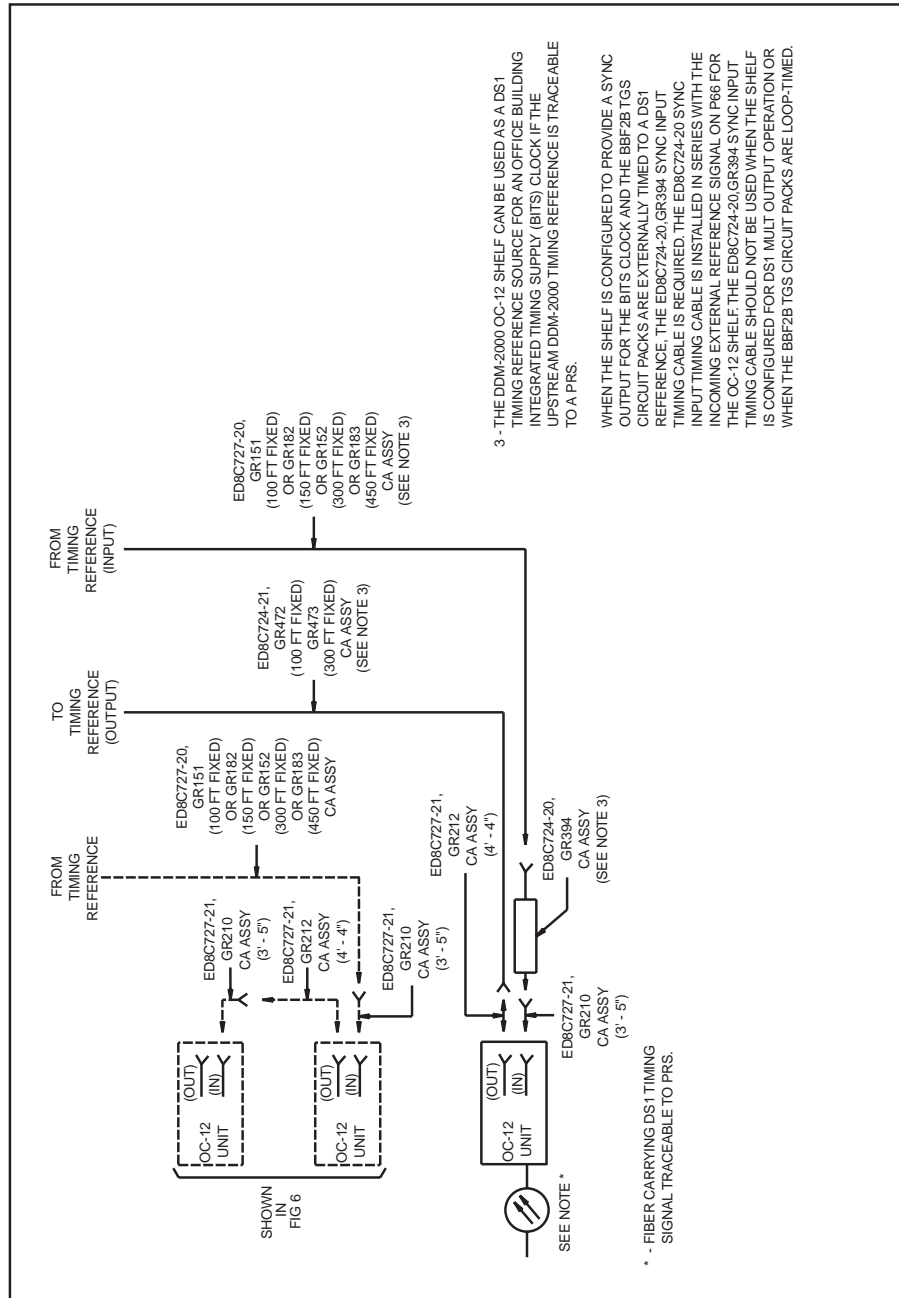 FROM
TIMING
REFERENCE
TO
TIMING
REFERENCE
(OUTPUT)
FROM
TIMING
REFERENCE
(INPUT)
ED8C727-20,
GR151
(100 FT FIXED)
OR GR182
(150 FT FIXED)
OR GR152
(300 FT FIXED)
OR GR183
(450 FT FIXED)
CA ASSY
ED8C724-21,
GR472
(100 FT FIXED)
GR473
(300 FT FIXED)
CA ASSY
(SEE NOTE 3)
ED8C727-20,
GR151
(100 FT FIXED)
OR GR182
(150 FT FIXED)
OR GR152
(300 FT FIXED)
OR GR183
(450 FT FIXED)
CA ASSY
(SEE NOTE 3)
ED8C727-21,
GR210
CA ASSY
(3' - 5")
ED8C727-21,
GR212
CA ASSY
(4' - 4")
ED8C727-21,
GR210
CA ASSY
(3' - 5")
ED8C727-21,
GR212
CA ASSY
(4' - 4")
ED8C724-20,
GR394
CA ASSY
(SEE NOTE 3)
ED8C727-21,
GR210
CA ASSY
(3' - 5")
(OUT)
(IN)
OC-12
UNIT
(OUT)
(IN)
OC-12
UNIT
(OUT)
(IN)
OC-12
UNIT
SHOWN
IN
FIG 6
SEE NOTE *
* - FIBER CARRYING DS1 TIMING
SIGNAL TRACEABLE TO PRS.
3 - THE DDM-2000 OC-12 SHELF CAN BE USED AS A DS1
TIMING REFERENCE SOURCE FOR AN OFFICE BUILDING
INTEGRATED TIMING SUPPLY (BITS) CLOCK IF THE
UPSTREAM DDM-2000 TIMING REFERENCE IS TRACEABLE
TO A PRS.
WHEN THE SHELF IS CONFIGURED TO PROVIDE A SYNC
OUTPUT FOR THE BITS CLOCK AND THE BBF2B TGS
CIRCUIT PACKS ARE EXTERNALLY TIMED TO A DS1
REFERENCE, THE ED8C724-20,GR394 SYNC INPUT
TIMING CABLE IS REQUIRED. THE ED8C724-20 SYNC
INPUT TIMING CABLE IS INSTALLED IN SERIES WITH THE
INCOMING EXTERNAL REFERENCE SIGNAL ON P66 FOR
THE OC-12 SHELF. THE ED8C724-20,GR394 SYNC INPUT
TIMING CABLE SHOULD NOT BE USED WHEN THE SHELF
IS CONFIGURED FOR DS1 MULT OUTPUT OPERATION OR
WHEN THE BBF2B TGS CIRCUIT PACKS ARE LOOP-TIMED.